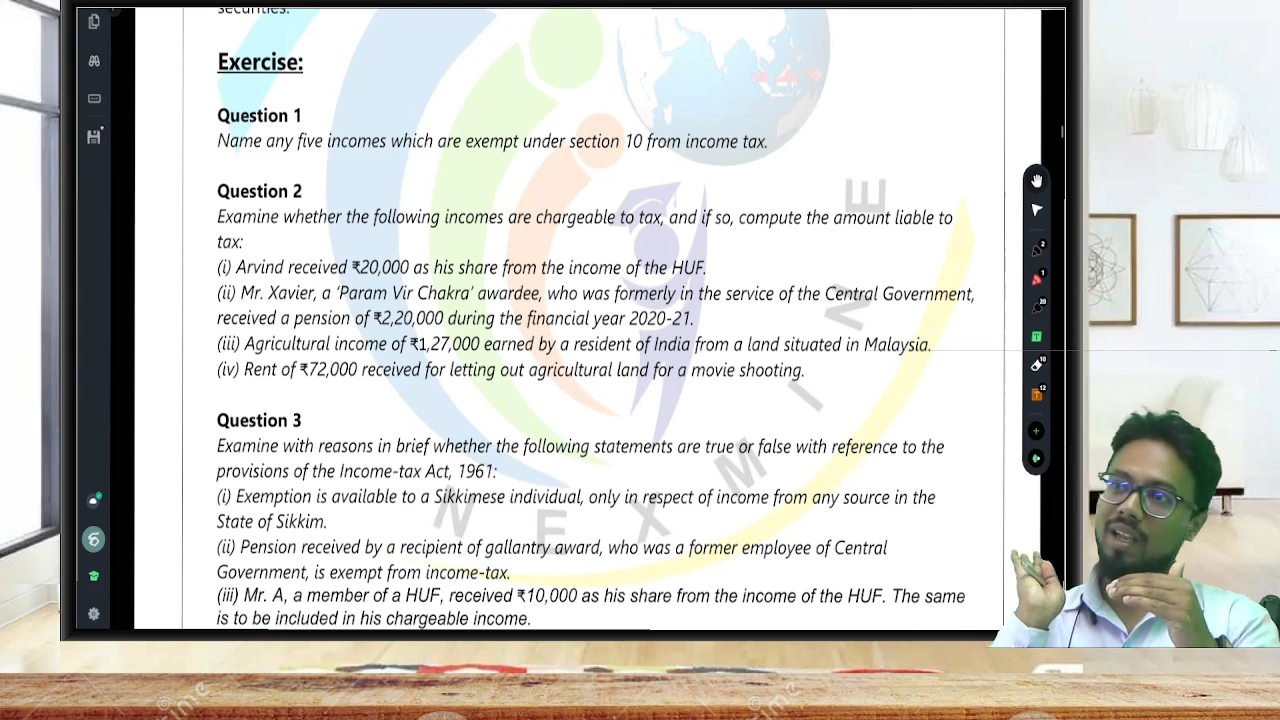 securities.
Exercise:
Question 1
Name any five incomes which are exempt under section 10 from income tax.
Question 2
Examine whether the following incomes are chargeable to tax, and if so, compute the amount liable to
tax:
(i) Arvind received ₹20,000 as his share from the income of the HUF.
(ii) Mr. Xavier, a ‘Param Vir Chakra’ awardee, who was formerly in the service of the Central Government,
received a pension of ₹2,20,000 during the financial year 2020-21.
(iii) Agricultural income of ₹1,27,000 earned by a resident of India from a land situated in Malaysia.
(iv) Rent of ₹72,000 received for letting out agricultural land for a movie shooting.
Question 3
Examine with reasons in brief whether the following statements are true or false with reference to the
provisions of the Income-tax Act, 1961:
(i) Exemption is available to a Sikkimese individual, only in respect of income from any source in the
State of Sikkim.
(ii) Pension received by a recipient of gallantry award, who was a former employee of Central
Government, is exempt from income-tax.
(iii) Mr. A, a member of a HUF, received ₹10,000 as his share from the income of the HUF. The same
is to be included in his chargeable income.
N E X M I N E
2
1
20
10
12